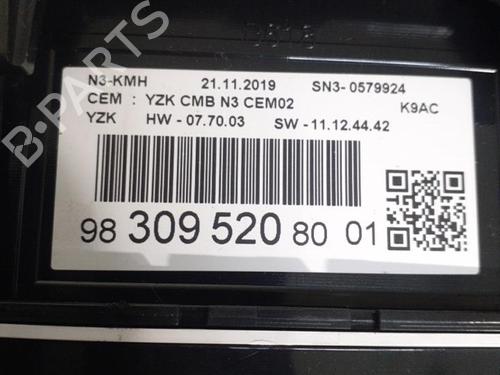 N3-KMH 21.11.2019 SN3- 0579924
CEM : YZK CMB N3 CEM02 K9AC
YZK HW - 07.70.03 SW - 11.12.44.42
98 309 520 80 01
B-PARTS